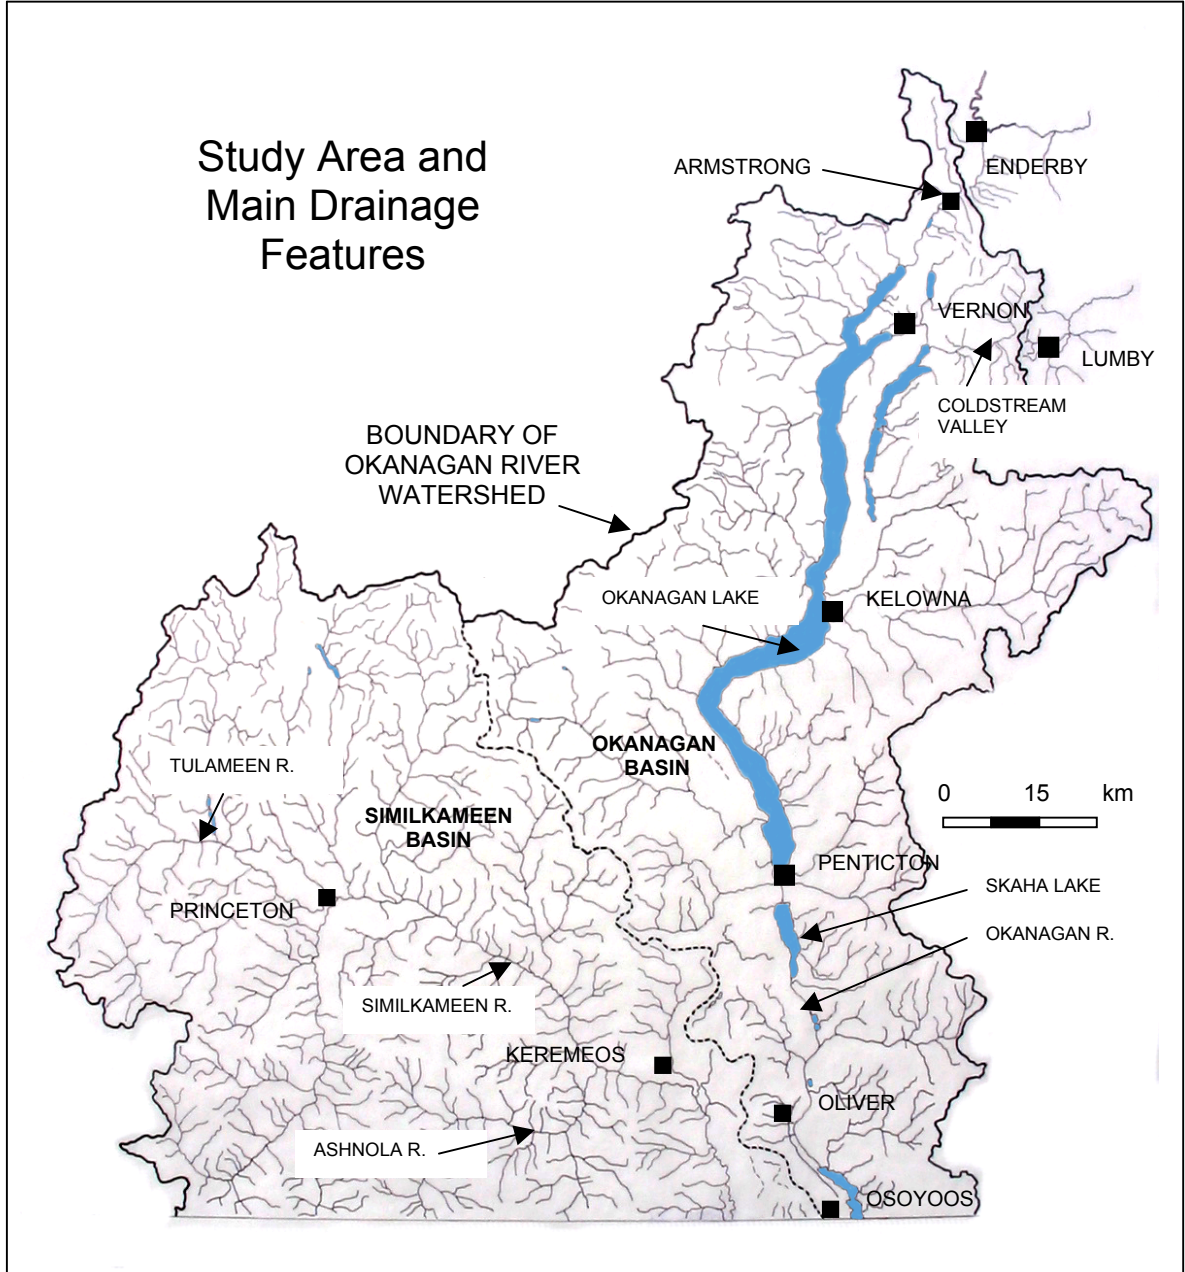 Study Area and
Main Drainage
Features
ARMSTRONG
ENDERBY
VERNON
LUMBY
COLDSTREAM
VALLEY
BOUNDARY OF
OKANAGAN RIVER
WATERSHED
OKANAGAN LAKE
KELOWNA
OKANAGAN
BASIN
TULAMEEN R.
SIMILKAMEEN
BASIN
0 15 km
PENTICTON
SKAHA LAKE
PRINCETON
OKANAGAN R.
SIMILKAMEEN R.
KEREMEOS
OLIVER
ASHNOLA R.
OSOYOOS